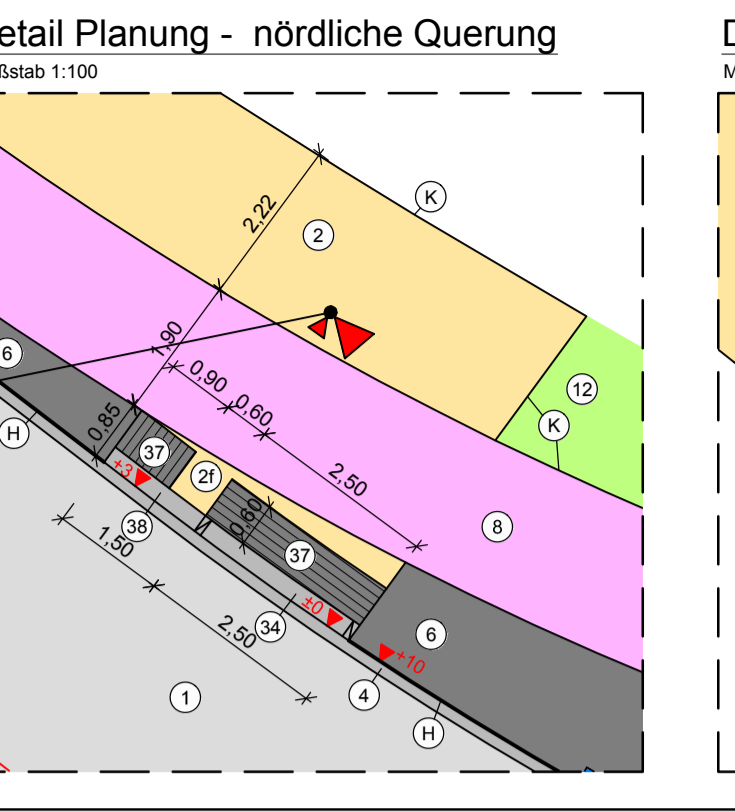 etail Planung - nördliche Querung
D
ßstab 1:100
M
K
2,22
2
1,90
6
0,90
0,60
12
0,85
H
K
37
+3
2f
2,50
38
0,60
8
1,50
37
±0
34
2,50
6
+10
1
4
H